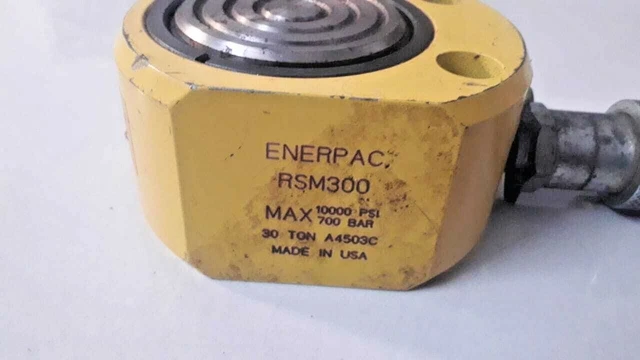 ENERPAC.
RSM300
MAX 10000 PSI
700 BAR
30 TON A4503C
MADE IN USA